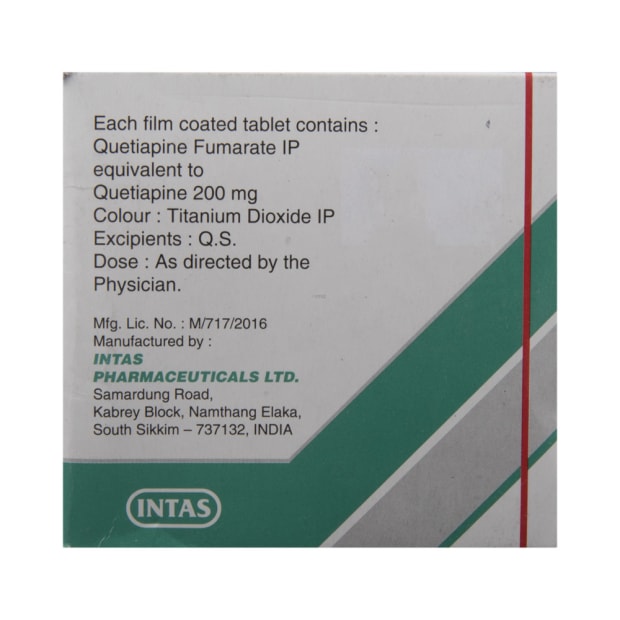 Each film coated tablet contains :
Quetiapine Fumarate IP
equivalent to
Quetiapine 200 mg
Colour : Titanium Dioxide IP
Excipients : Q.S.
Dose : As directed by the
Physician.
Mfg. Lic. No. : M/717/2016
Manufactured by :
INTAS
PHARMACEUTICALS LTD.
Samardung Road,
Kabrey Block, Namthang Elaka,
South Sikkim – 737132, INDIA
INTAS